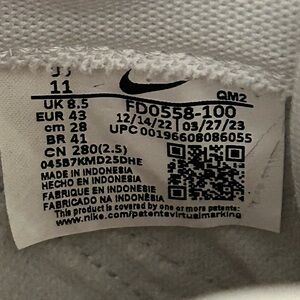 11
UK 8.5
EUR 43
cm 28
BR 41
CN 280(2.5)
045B7KMD25DHE
QM2
FD0558-100
12/14/22 | 03/27/23
UPC 00196608086055
MADE IN INDONESIA
HECHO EN INDONESIA
FABRIQUE EN INDONESIE
FABRICADO NA INDONESIA
This product is covered by one or more patents:
www.nike.com/patentsvirtualmarking